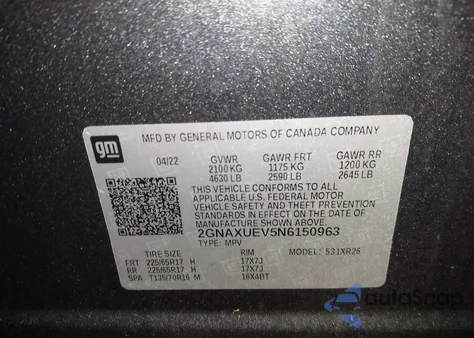 gm
MFD BY GENERAL MOTORS OF CANADA COMPANY
04/22 GVWR GAWR FRT GAWR RR
2100 KG 1175 KG 1200 KG
4630 LB 2590 LB 2645 LB
THIS VEHICLE CONFORMS TO ALL
APPLICABLE U.S. FEDERAL MOTOR
VEHICLE SAFETY AND THEFT PREVENTION
STANDARDS IN EFFECT ON THE DATE OF
MANUFACTURE SHOWN ABOVE.
2GNAXUEV5N6150963
TYPE: MPV
TIRE SIZE RIM MODEL: 531XR26
FRT 225/65R17 H 17X7J
RR 225/65R17 H 17X7J
SPA T135/70R16 M 16X4BT
autoSnap